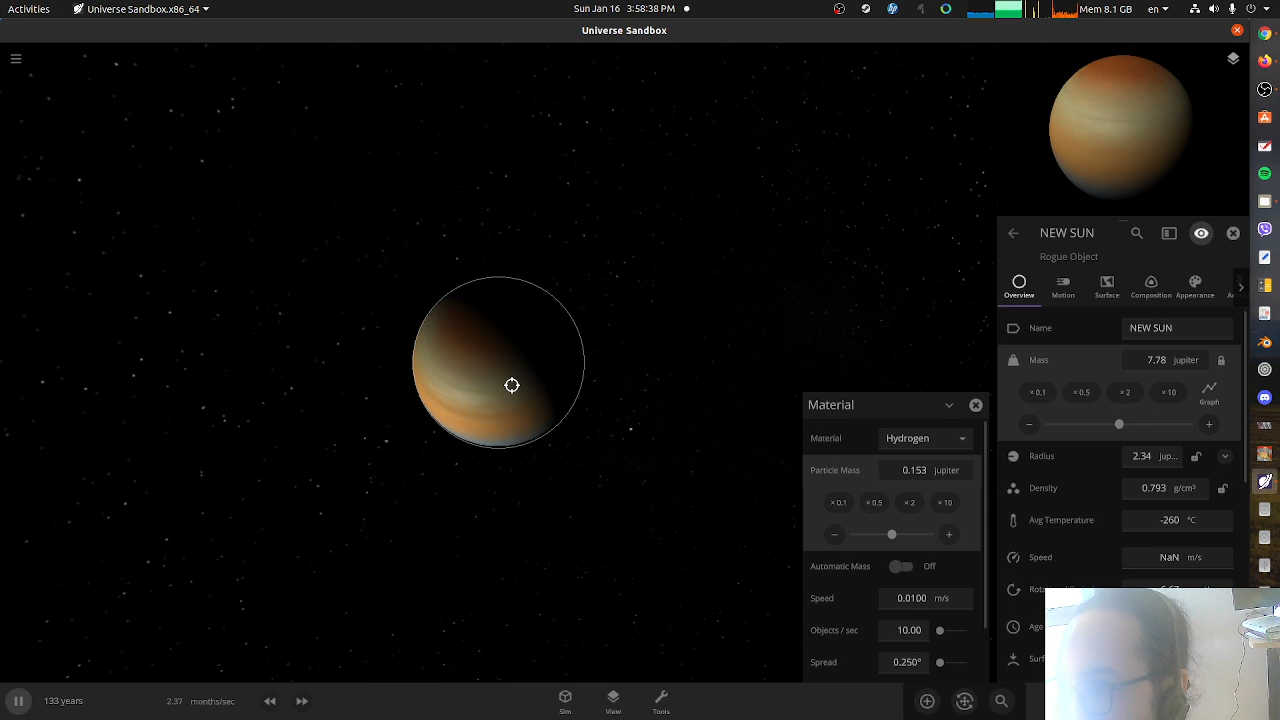 Activities
Universe Sandbox.x86_64
Sun Jan 16 3:58:38 PM
Mem 8.1 GB
en
Universe Sandbox
NEW SUN
Rogue Object
Overview
Motion
Surface
Composition
Appearance
Name
NEW SUN
Mass
7.78 jupiter
× 0.1
× 0.5
× 2
× 10
Graph
Radius
2.34 jup...
Density
0.793 g/cm³
Avg Temperature
-260 °C
Speed
NaN m/s
Age
Surf
Material
Material
Hydrogen
Particle Mass
0.153 jupiter
× 0.1
× 0.5
× 2
× 10
Automatic Mass
Off
Speed
0.0100 m/s
Objects / sec
10.00
Spread
0.250°
133 years
2.37 months/sec
Sim
View
Tools